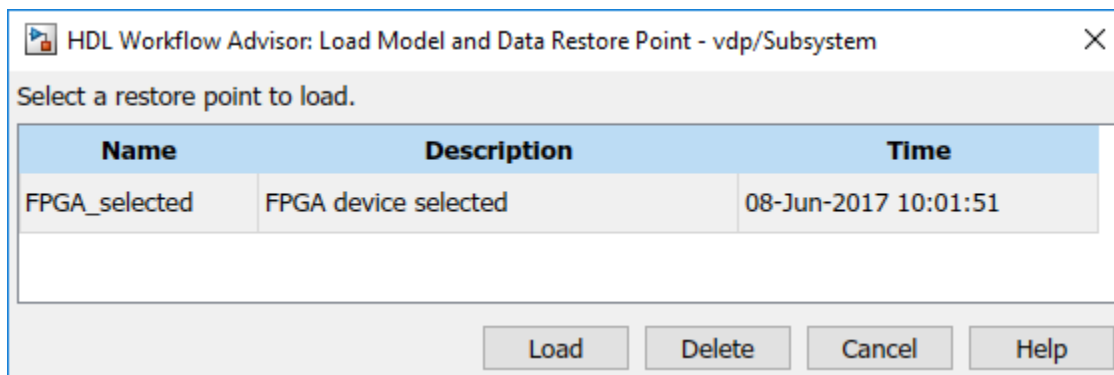 HDL Workflow Advisor: Load Model and Data Restore Point - vdp/Subsystem
Select a restore point to load.
Name Description Time
FPGA_selected FPGA device selected 08-Jun-2017 10:01:51
Load Delete Cancel Help